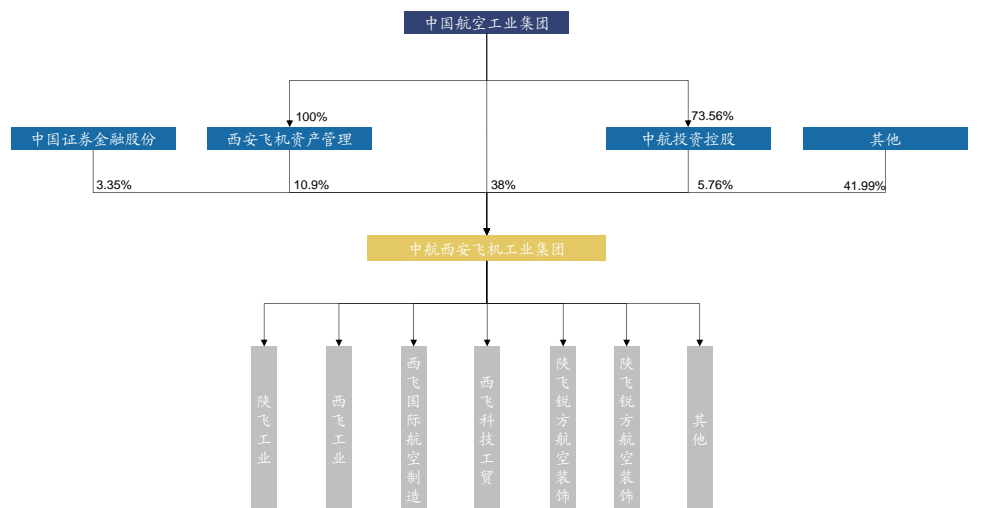 中国航空工业集团
100%
73.56%
中国证券金融股份
西安飞机资产管理
中航投资控股
其他
3.35%
10.9%
38%
5.76%
41.99%
中航西安飞机工业集团
陕飞工业
西飞工业
西飞国际航空制造
西飞科技工贸
陕飞锐方航空装饰
陕飞锐方航空装饰
其他